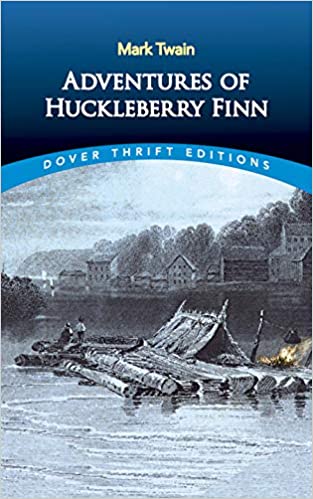 Mark Twain
ADVENTURES OF
HUCKLEBERRY FINN
DOVER THRIFT EDITIONS